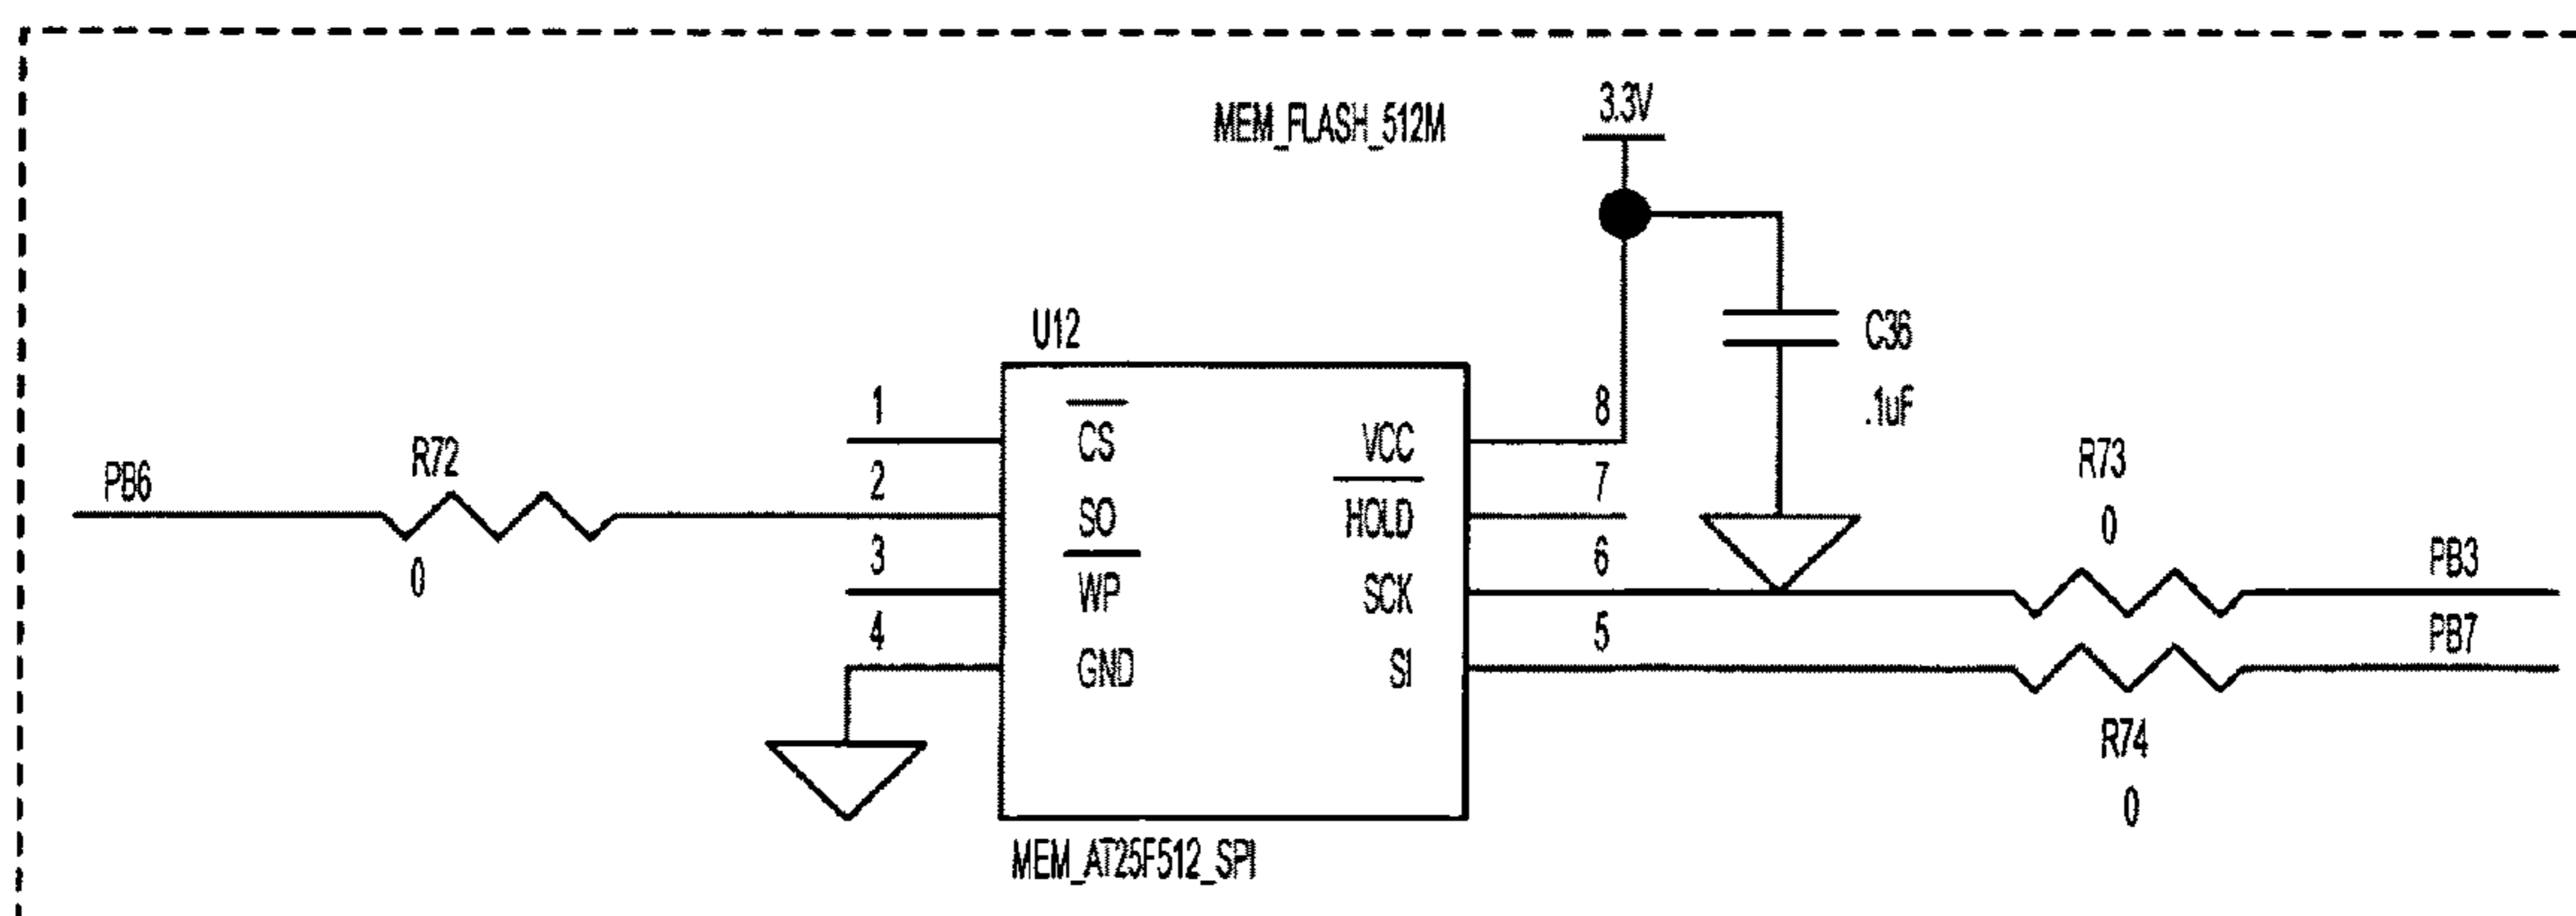 MEM_FLASH_512M
3.3V
U12
C36
.1uF
1
CS
VCC
8
PB6
R72
0
2
SO
HOLD
7
R73
0
3
WP
SCK
6
PB3
4
GND
SI
5
PB7
R74
0
MEM_AT25F512_SPI